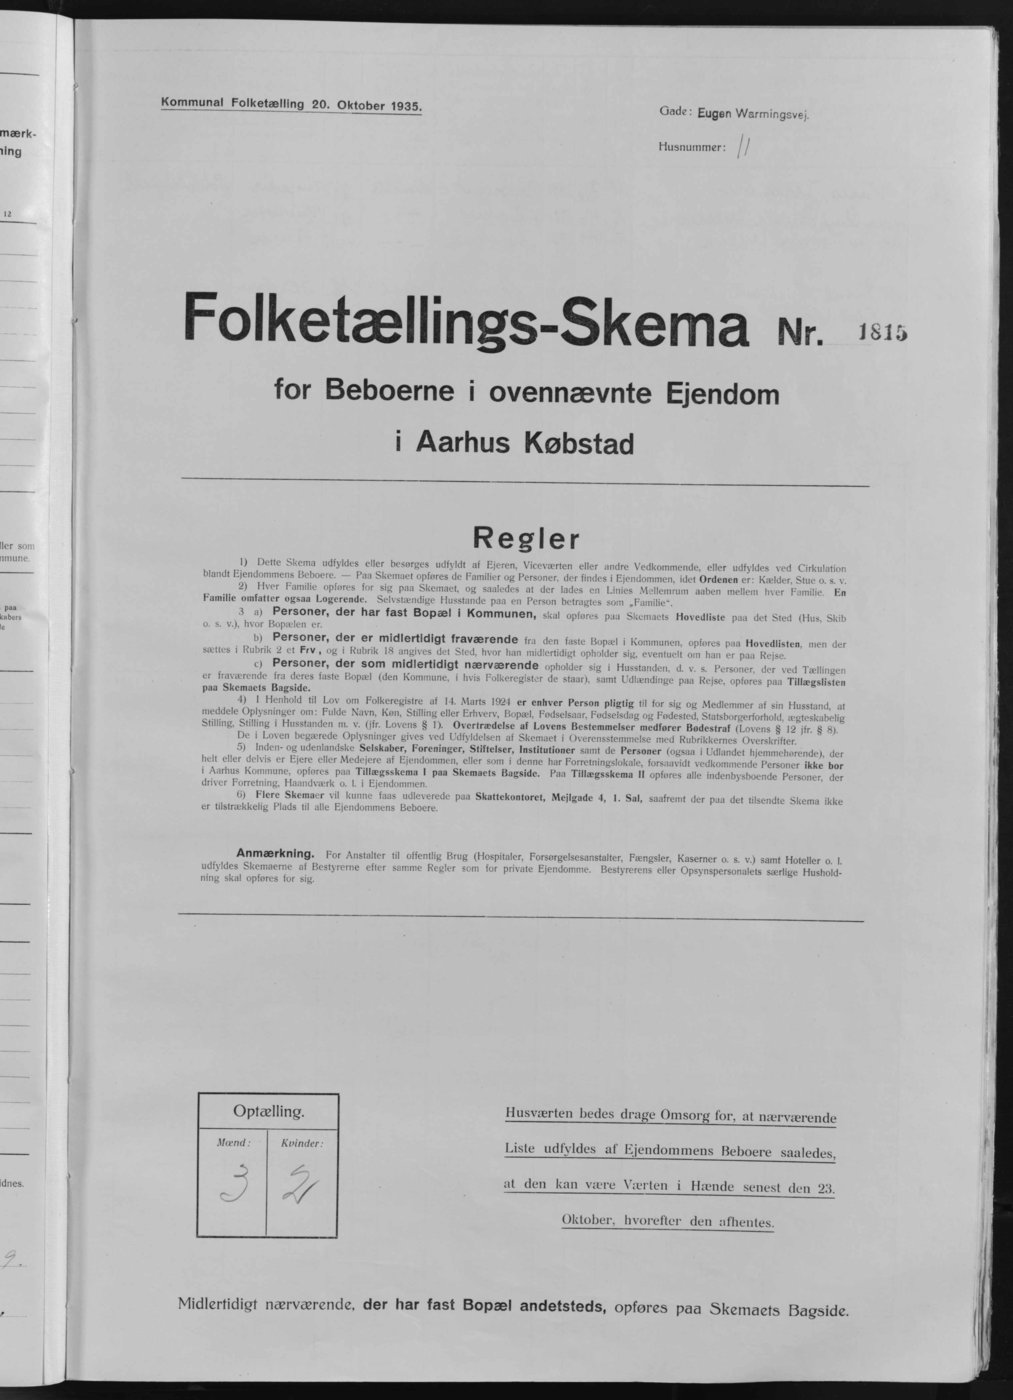 mærk-
ning
12
ller som
mmune.
paa
kabers
idnes.
9.
Kommunal Folketælling 20. Oktober 1935.
Gade: Eugen Warmingsvej.
Husnummer: 11
Folketællings-Skema Nr. 1815
for Beboerne i ovennævnte Ejendom
i Aarhus Købstad
Regler
1) Dette Skema udfyldes eller besørges udfyldt af Ejeren, Viceværten eller andre Vedkommende, eller udfyldes ved Cirkulation
blandt Ejendommens Beboere. — Paa Skemaet opføres de Familier og Personer, der findes i Ejendommen, idet Ordenen er: Kælder, Stue o. s. v.
2) Hver Familie opføres for sig paa Skemaet, og saaledes at der lades en Linies Mellemrum aaben mellem hver Familie. En
Familie omfatter ogsaa Logerende. Selvstændige Husstande paa en Person betragtes som „Familie“.
3 a) Personer, der har fast Bopæl i Kommunen, skal opføres paa Skemaets Hovedliste paa det Sted (Hus, Skib
o. s. v.), hvor Bopælen er.
b) Personer, der er midlertidigt fraværende fra den faste Bopæl i Kommunen, opføres paa Hovedlisten, men der
sættes i Rubrik 2 et Frv., og i Rubrik 18 angives det Sted, hvor han midlertidigt opholder sig, eventuelt om han er paa Rejse.
c) Personer, der som midlertidigt nærværende opholder sig i Husstanden, d. v. s. Personer, der ved Tællingen
er fraværende fra deres faste Bopæl (den Kommune, i hvis Folkeregister de staar), samt Udlændinge paa Rejse, opføres paa Tillægslisten
paa Skemaets Bagside.
4) I Henhold til Lov om Folkeregistre af 14. Marts 1924 er enhver Person pligtig til for sig og Medlemmer af sin Husstand, at
meddele Oplysninger om: Fulde Navn, Køn, Stilling eller Erhverv, Bopæl, Fødselsaar, Fødselsdag og Fødested, Statsborgerforhold, ægteskabelig
Stilling, Stilling i Husstanden m. v. (jfr. Lovens § 1). Overtrædelse af Lovens Bestemmelser medfører Bødestraf (Lovens § 12 jfr. § 8).
De i Loven begærede Oplysninger gives ved Udfyldelsen af Skemaet i Overensstemmelse med Rubrikkernes Overskrifter.
5) Inden- og udenlandske Selskaber, Foreninger, Stiftelser, Institutioner samt de Personer (ogsaa i Udlandet hjemmehørende), der
helt eller delvis er Ejere eller Medejere af Ejendommen, eller som i denne har Forretningslokale, forsaavidt vedkommende Personer ikke bor
i Aarhus Kommune, opføres paa Tillægsskema I paa Skemaets Bagside. Paa Tillægsskema II opføres alle indenbysboende Personer, der
driver Forretning, Haandværk o. l. i Ejendommen.
6) Flere Skemaer vil kunne faas udleverede paa Skattekontoret, Mejlgade 4, 1. Sal, saafremt der paa det tilsendte Skema ikke
er tilstrækkelig Plads til alle Ejendommens Beboere.
Anmærkning. For Anstalter til offentlig Brug (Hospitaler, Forsørgelsesanstalter, Fængsler, Kaserner o. s. v.) samt Hoteller o. l.
udfyldes Skemaerne af Bestyrerne efter samme Regler som for private Ejendomme. Bestyrerens eller Opsynspersonalets særlige Hushold-
ning skal opføres for sig.
Optælling.
Mænd: Kvinder:
3 2
Husværten bedes drage Omsorg for, at nærværende
Liste udfyldes af Ejendommens Beboere saaledes,
at den kan være Værten i Hænde senest den 23.
Oktober, hvorefter den afhentes.
Midlertidigt nærværende, der har fast Bopæl andetsteds, opføres paa Skemaets Bagside.